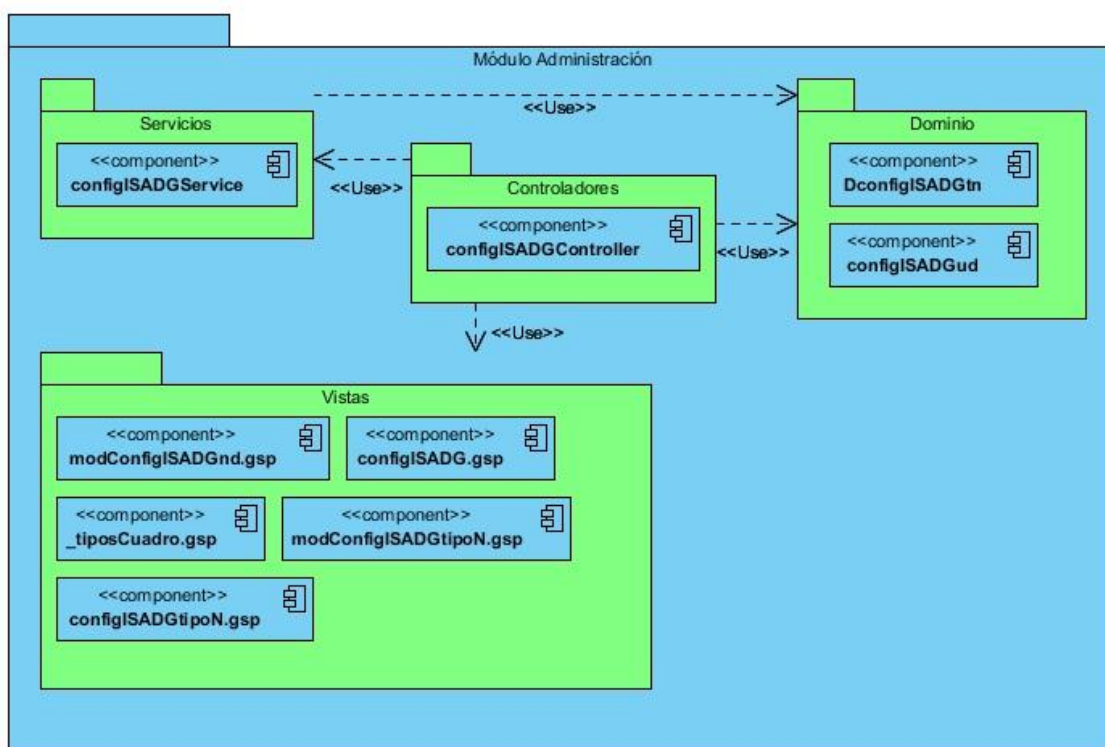 Módulo Administración
<<Use>>
Servicios
<<component>>
configISADGService
<<Use>>
Controladores
<<component>>
configISADGController
<<Use>>
Dominio
<<component>>
DconfigISADGtn
<<component>>
configISADGud
<<Use>>
Vistas
<<component>>
modConfigISADGnd.gsp
<<component>>
configISADG.gsp
<<component>>
_tiposCuadro.gsp
<<component>>
modConfigISADGtipoN.gsp
<<component>>
configISADGtipoN.gsp